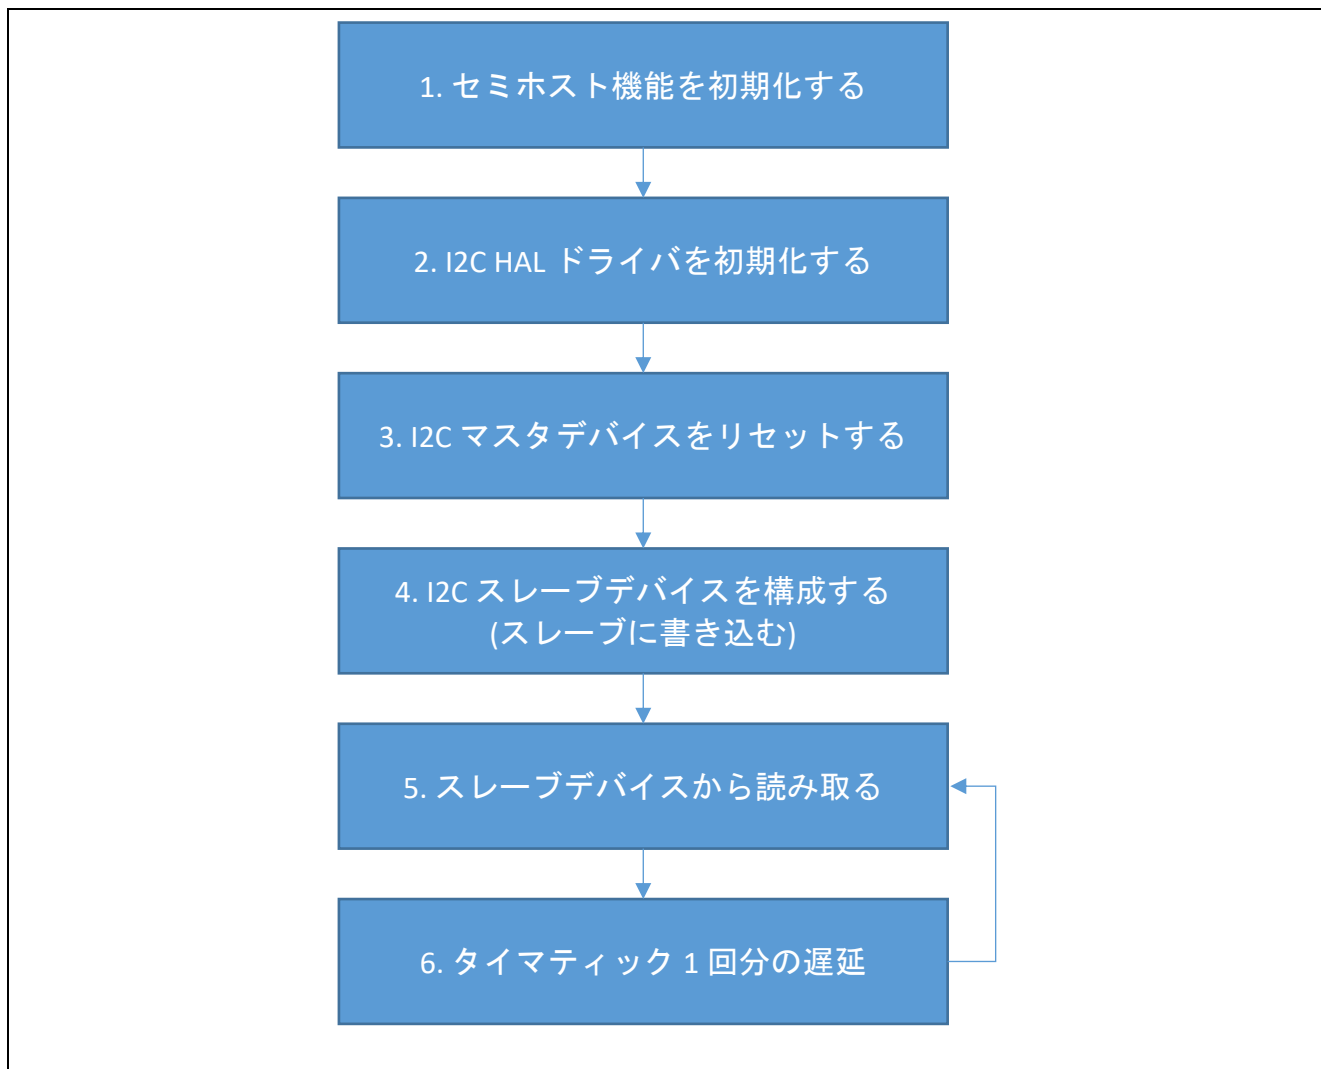 1. セミホスト機能を初期化する
2. I2C HAL ドライバを初期化する
3. I2C マスタデバイスをリセットする
4. I2C スレーブデバイスを構成する
(スレーブに書き込む)
5. スレーブデバイスから読み取る
6. タイマティック 1 回分の遅延